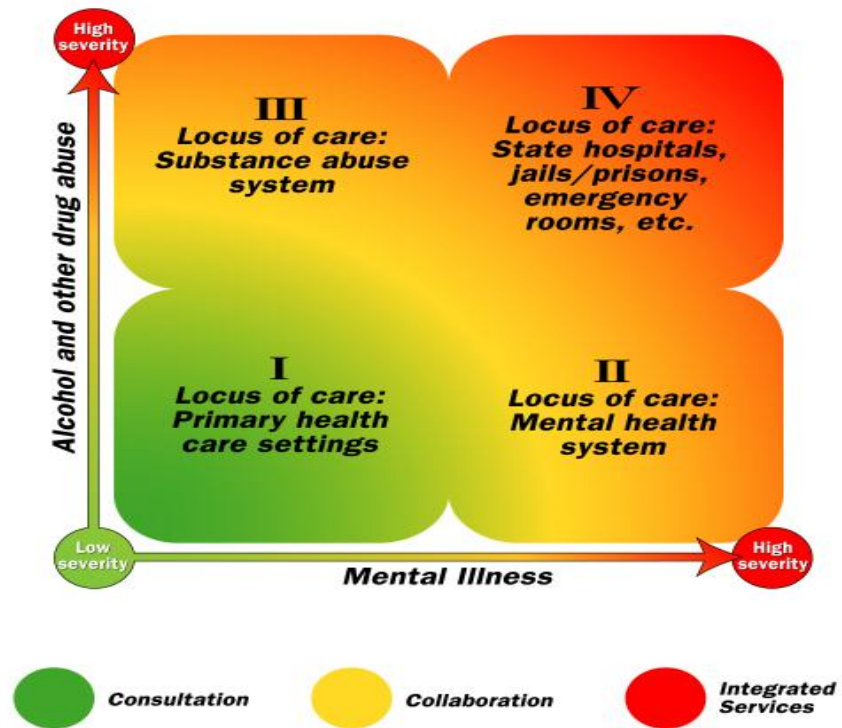 High
severity
Alcohol and other drug abuse
III
Locus of care:
Substance abuse
system
IV
Locus of care:
State hospitals,
jails/prisons,
emergency
rooms, etc.
I
Locus of care:
Primary health
care settings
II
Locus of care:
Mental health
system
Low
severity
Mental Illness
High
severity
Consultation
Collaboration
Integrated
Services